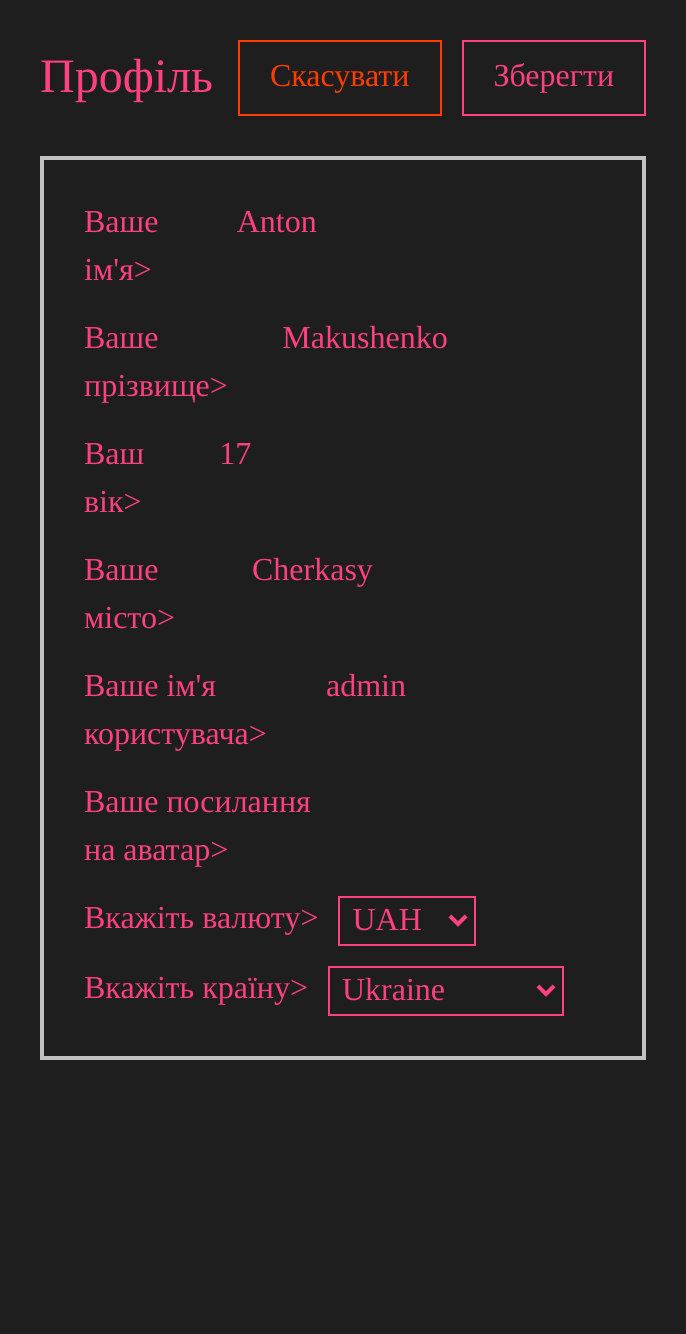 Профіль Скасувати Зберегти
Ваше Anton
ім'я>
Ваше Makushenko
прізвище>
Ваш 17
вік>
Ваше Cherkasy
місто>
Ваше ім'я admin
користувача>
Ваше посилання
на аватар>
Вкажіть валюту> UAH
Вкажіть країну> Ukraine